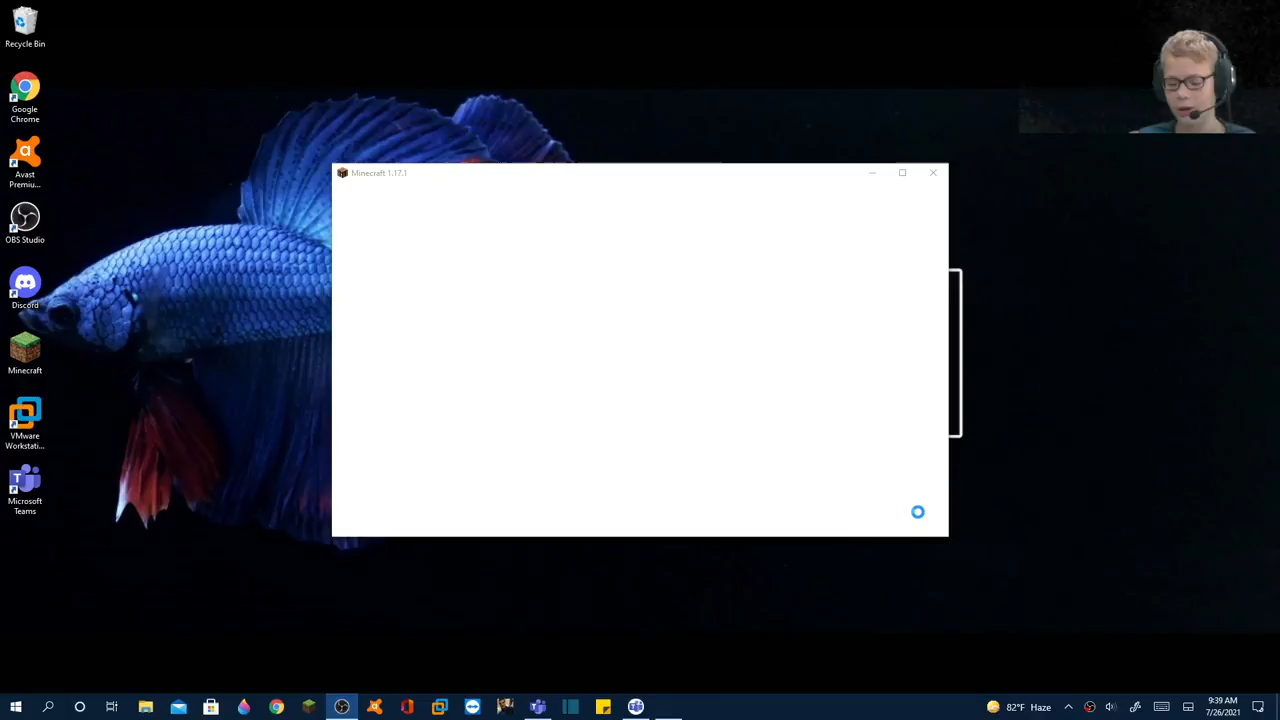 Recycle Bin
Google
Chrome
Avast
Premiu...
OBS Studio
Discord
Minecraft
VMware
Workstati...
Microsoft
Teams
Minecraft 1.17.1
82°F Haze
9:39 AM
7/26/2021